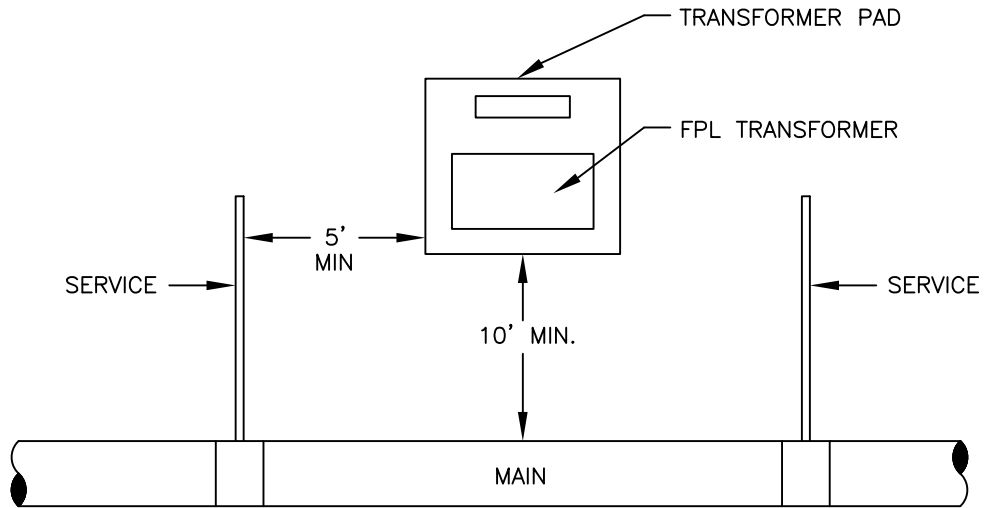 TRANSFORMER PAD
FPL TRANSFORMER
5'
MIN
SERVICE
SERVICE
10' MIN.
MAIN